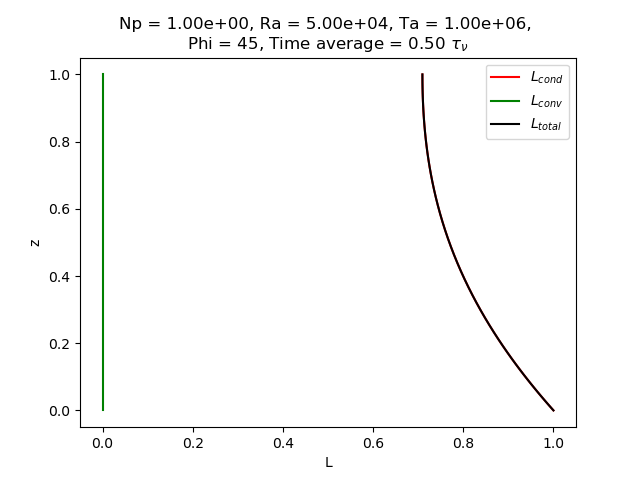 Np = 1.00e+00, Ra = 5.00e+04, Ta = 1.00e+06,
Phi = 45, Time average = 0.50 τ_ν
1.0
0.8
0.6
0.4
0.2
0.0
z
L_cond
L_conv
L_total
0.0 0.2 0.4 0.6 0.8 1.0
L